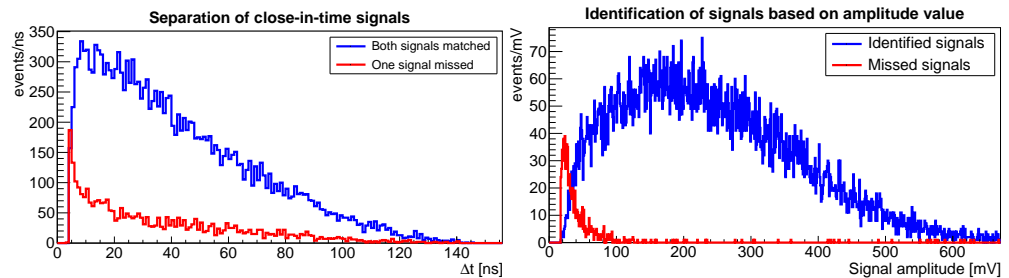 Separation of close-in-time signals
events/ns
350
300
250
200
150
100
50
0
Both signals matched
One signal missed
0 20 40 60 80 100 120 140
Δt [ns]
Identification of signals based on amplitude value
events/mV
70
60
50
40
30
20
10
0
Identified signals
Missed signals
0 100 200 300 400 500 600
Signal amplitude [mV]